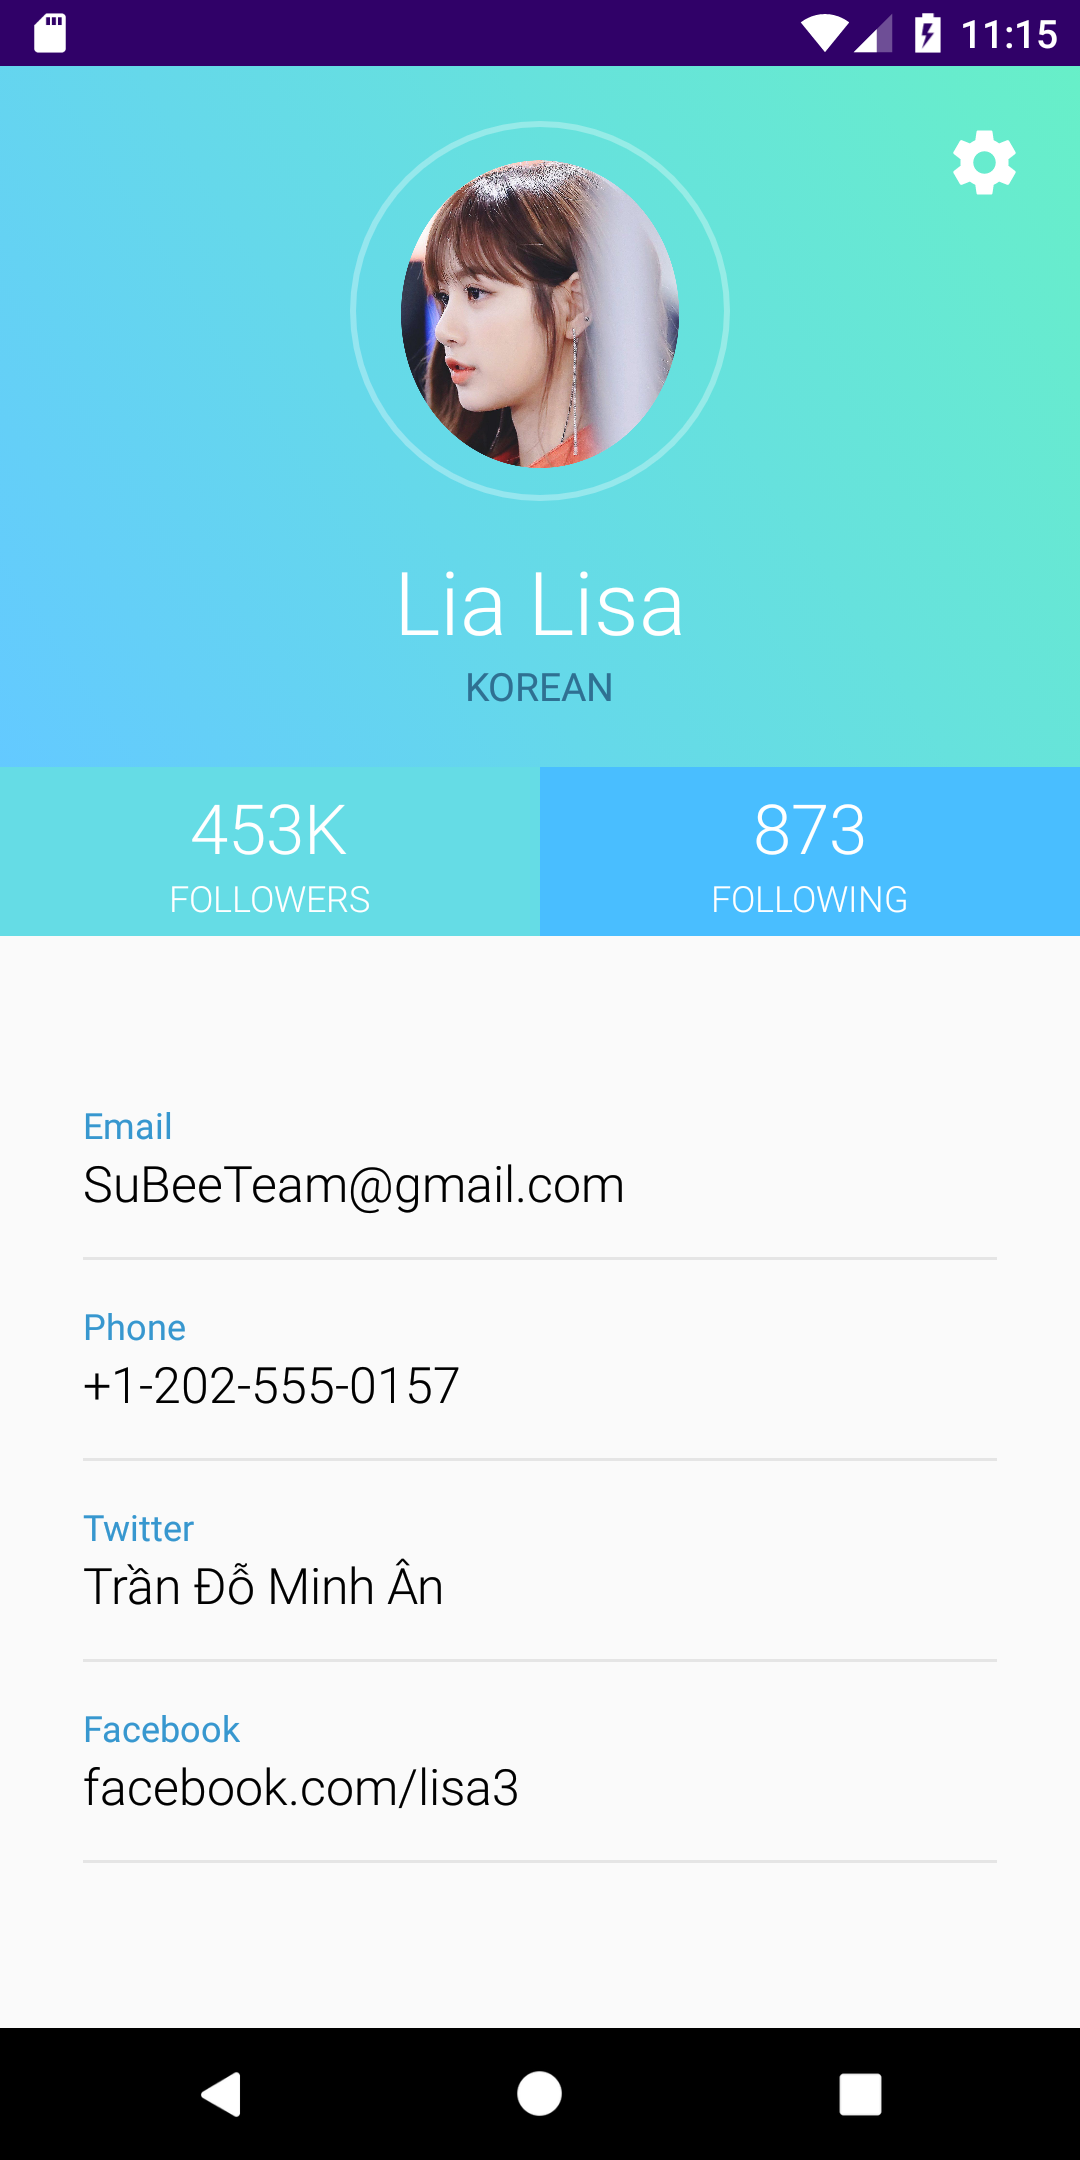 11:15
Lia Lisa
KOREAN
453K
FOLLOWERS
873
FOLLOWING
Email
SuBeeTeam@gmail.com
Phone
+1-202-555-0157
Twitter
Trần Đỗ Minh Ân
Facebook
facebook.com/lisa3